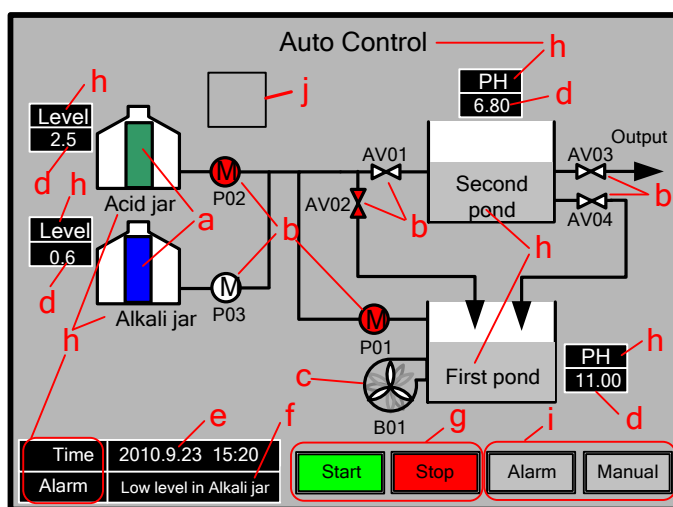 Auto Control
h
h
PH
6.80
d
j
h
Level
2.5
d
h
Acid jar
a
M
P02
AV01
AV02
b
Second
pond
h
Output
AV03
b
AV04
Level
0.6
d
Alkali jar
h
M
P03
b
M
P01
c
B01
First pond
PH
11.00
h
d
e
f
g
i
Time
2010.9.23 15:20
Alarm
Low level in Alkali jar
Start
Stop
Alarm
Manual